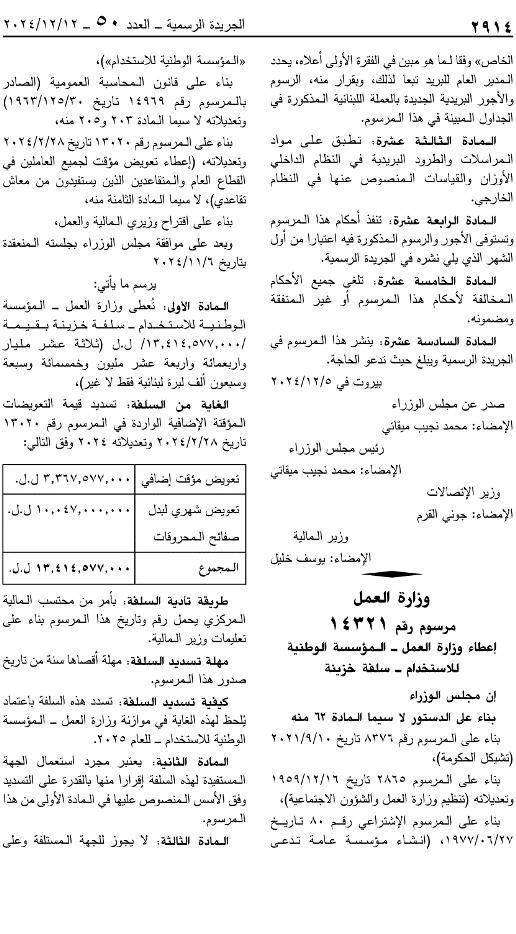 ٢٩١٤
الجريدة الرسمية ــ العدد ٥٠ ــ ٢٠٢٤/١٢/١٢
الخاص» وفقا لما هو مبين في الفقرة الأولى أعلاه، يحدد
المدير العام للبريد تبعا لذلك، وبقرار منه، الرسوم
والأجور البريدية الجديدة بالعملة اللبنانية المذكورة في
الجداول المبينة في هذا المرسوم.
المادة الثالثة عشرة: تطبق على مواد
المراسلات والطرود البريدية في النظام الداخلي
الأوزان والقياسات المنصوص عنها في النظام
الخارجي.
المادة الرابعة عشرة: تنفذ أحكام هذا المرسوم
وتستوفى الأجور والرسوم المذكورة فيه اعتبارا من أول
الشهر الذي يلي نشره في الجريدة الرسمية.
المادة الخامسة عشرة: تلغى جميع الأحكام
المخالفة لأحكام هذا المرسوم أو غير المتفقة
ومضمونه.
المادة السادسة عشرة: ينشر هذا المرسوم في
الجريدة الرسمية ويبلغ حيث تدعو الحاجة.
بيروت في ٢٠٢٤/١٢/٥
صدر عن مجلس الوزراء
الإمضاء: محمد نجيب ميقاتي
رئيس مجلس الوزراء
الإمضاء: محمد نجيب ميقاتي
وزير الإتصالات
الإمضاء: جوني القرم
وزير المالية
الإمضاء: يوسف خليل
وزارة العمل
مرسوم رقم ١٤٣٢١
إعطاء وزارة العمل ــ المؤسسة الوطنية
للاستخدام ــ سلفة خزينة
إن مجلس الوزراء
بناء على الدستور لا سيما المادة ٦٢ منه
بناء على المرسوم رقم ٨٣٧٦ تاريخ ٢٠٢١/٩/١٠
(تشكيل الحكومة)،
بناء على المرسوم ٢٨٦٥ تاريخ ١٩٥٩/١٢/١٦
وتعديلاته (تنظيم وزارة العمل والشؤون الاجتماعية)،
بناء على المرسوم الإشتراعي رقم ٨٠ تاريخ
١٩٧٧/٠٦/٢٧، (انشاء مؤسسة عامة تدعى
«المؤسسة الوطنية للاستخدام»)،
بناء على قانون المحاسبة العمومية (الصادر
بالمرسوم رقم ١٤٩٦٩ تاريخ ١٩٦٣/١٢٥/٣٠)
وتعديلاته لا سيما المادة ٢٠٣ و٢٠٥ منه،
بناء على المرسوم رقم ١٣٠٢٠ تاريخ ٢٠٢٤/٢/٢٨
وتعديلاته، (إعطاء تعويض مؤقت لجميع العاملين في
القطاع العام والمتقاعدين الذين يستفيدون من معاش
تقاعدي)، لا سيما المادة الثامنة منه،
بناء على اقتراح وزيري المالية والعمل،
وبعد على موافقة مجلس الوزراء بجلسته المنعقدة
بتاريخ ٢٠٢٤/١١/٦
يرسم ما يأتي:
المادة الأولى: تُعطى وزارة العمل ــ المؤسسة
الوطنية للاستخدام ــ سلفة خزينة بقيمة
/١٣,٤١٤,٥٧٧,٠٠٠/ ل.ل (ثلاثة عشر مليار
واربعمائة واربعة عشر مليون وخمسمائة وسبعة
وسبعون ألف ليرة لبنانية فقط لا غير)،
الغاية من السلفة: تسديد قيمة التعويضات
المؤقتة الإضافية الواردة في المرسوم رقم ١٣٠٢٠
تاريخ ٢٠٢٤/٢/٢٨ وتعديلاته ٢٠٢٤ وفق التالي:
تعويض مؤقت إضافي ٣,٣٦٧,٥٧٧,٠٠٠ ل.ل.
تعويض شهري لبدل ١٠,٠٤٧,٠٠٠,٠٠٠ ل.ل.
صفائح المحروقات
المجموع ١٣,٤١٤,٥٧٧,٠٠٠ ل.ل.
طريقة تادية السلفة: بأمر من محتسب المالية
المركزي يحمل رقم وتاريخ هذا المرسوم بناء على
تعليمات وزير المالية.
مهلة تسديد السلفة: مهلة أقصاها سنة من تاريخ
صدور هذا المرسوم.
كيفية تسديد السلفة: تسدد هذه السلفة باعتماد
يُلحظ لهذه الغاية في موازنة وزارة العمل ــ المؤسسة
الوطنية للاستخدام ــ للعام ٢٠٢٥.
المادة الثانية: يعتبر مجرد استعمال الجهة
المستفيدة لهذه السلفة إقرارا منها بالقدرة على التسديد
وفق الأسس المنصوص عليها في المادة الأولى من هذا
المرسوم.
المادة الثالثة: لا يجوز للجهة المستلفة وعلى